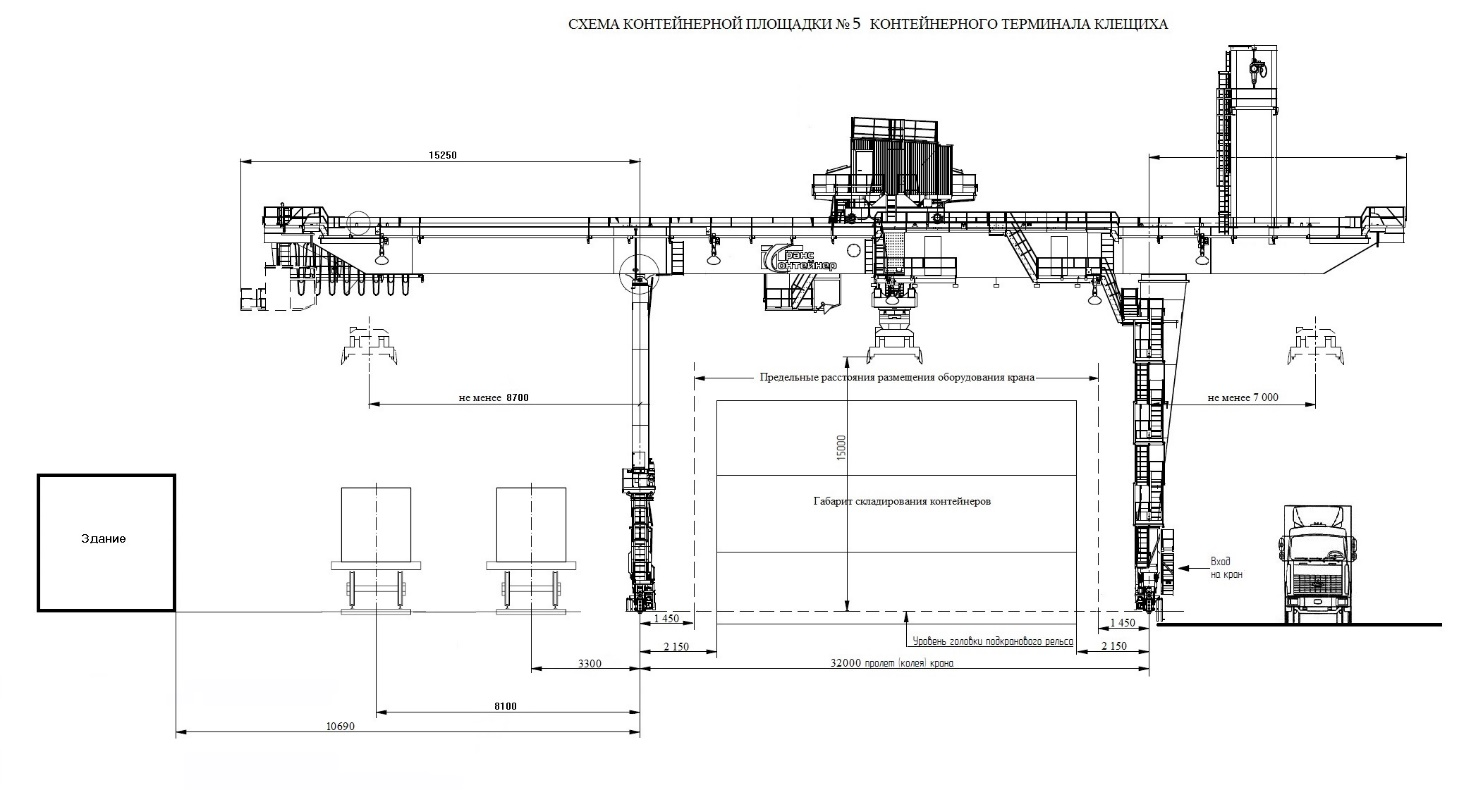 СХЕМА КОНТЕЙНЕРНОЙ ПЛОЩАДКИ № 5 КОНТЕЙНЕРНОГО ТЕРМИНАЛА КЛЕЩИХА
15250
Транс
Контейнер
Предельные расстояния размещения оборудования крана
не менее 8700
не менее 7 000
15000
Габарит складирования контейнеров
Здание
Вход
на кран
1 450
1 450
Уровень головки подкранового рельса
2 150
2 150
3300
32000 пролет (колея) крана
8100
10690